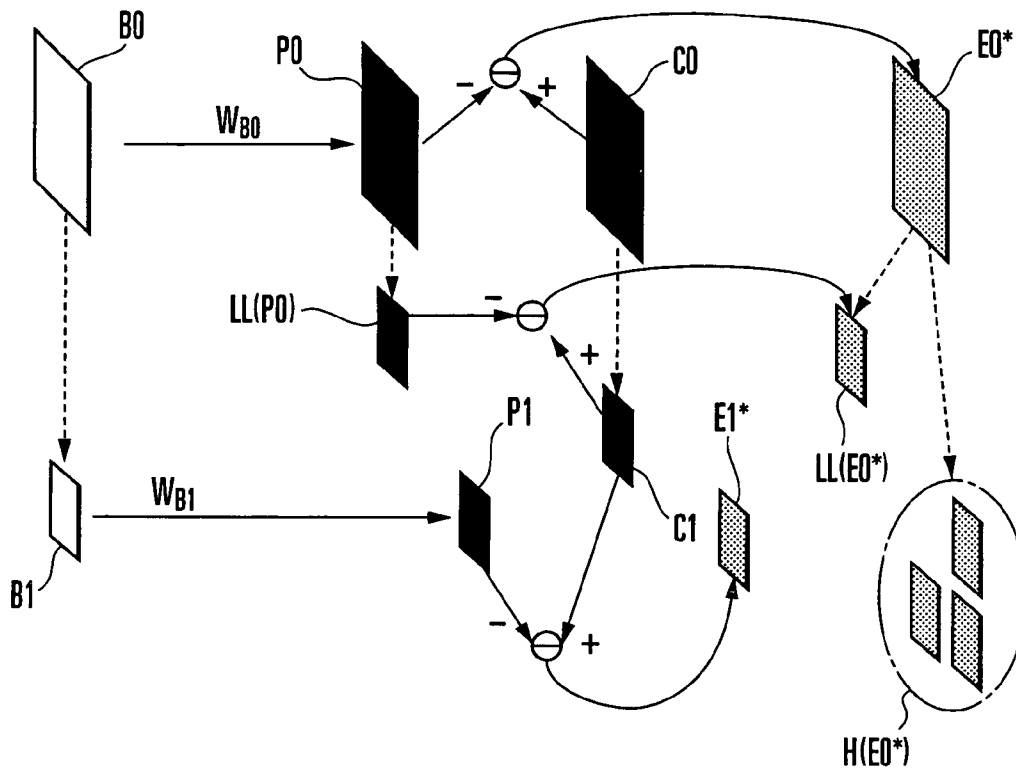 B0
P0
C0
E0*
W_B0
-
+
LL(P0)
-
+
P1
E1*
LL(E0*)
W_B1
C1
B1
-
+
H(E0*)